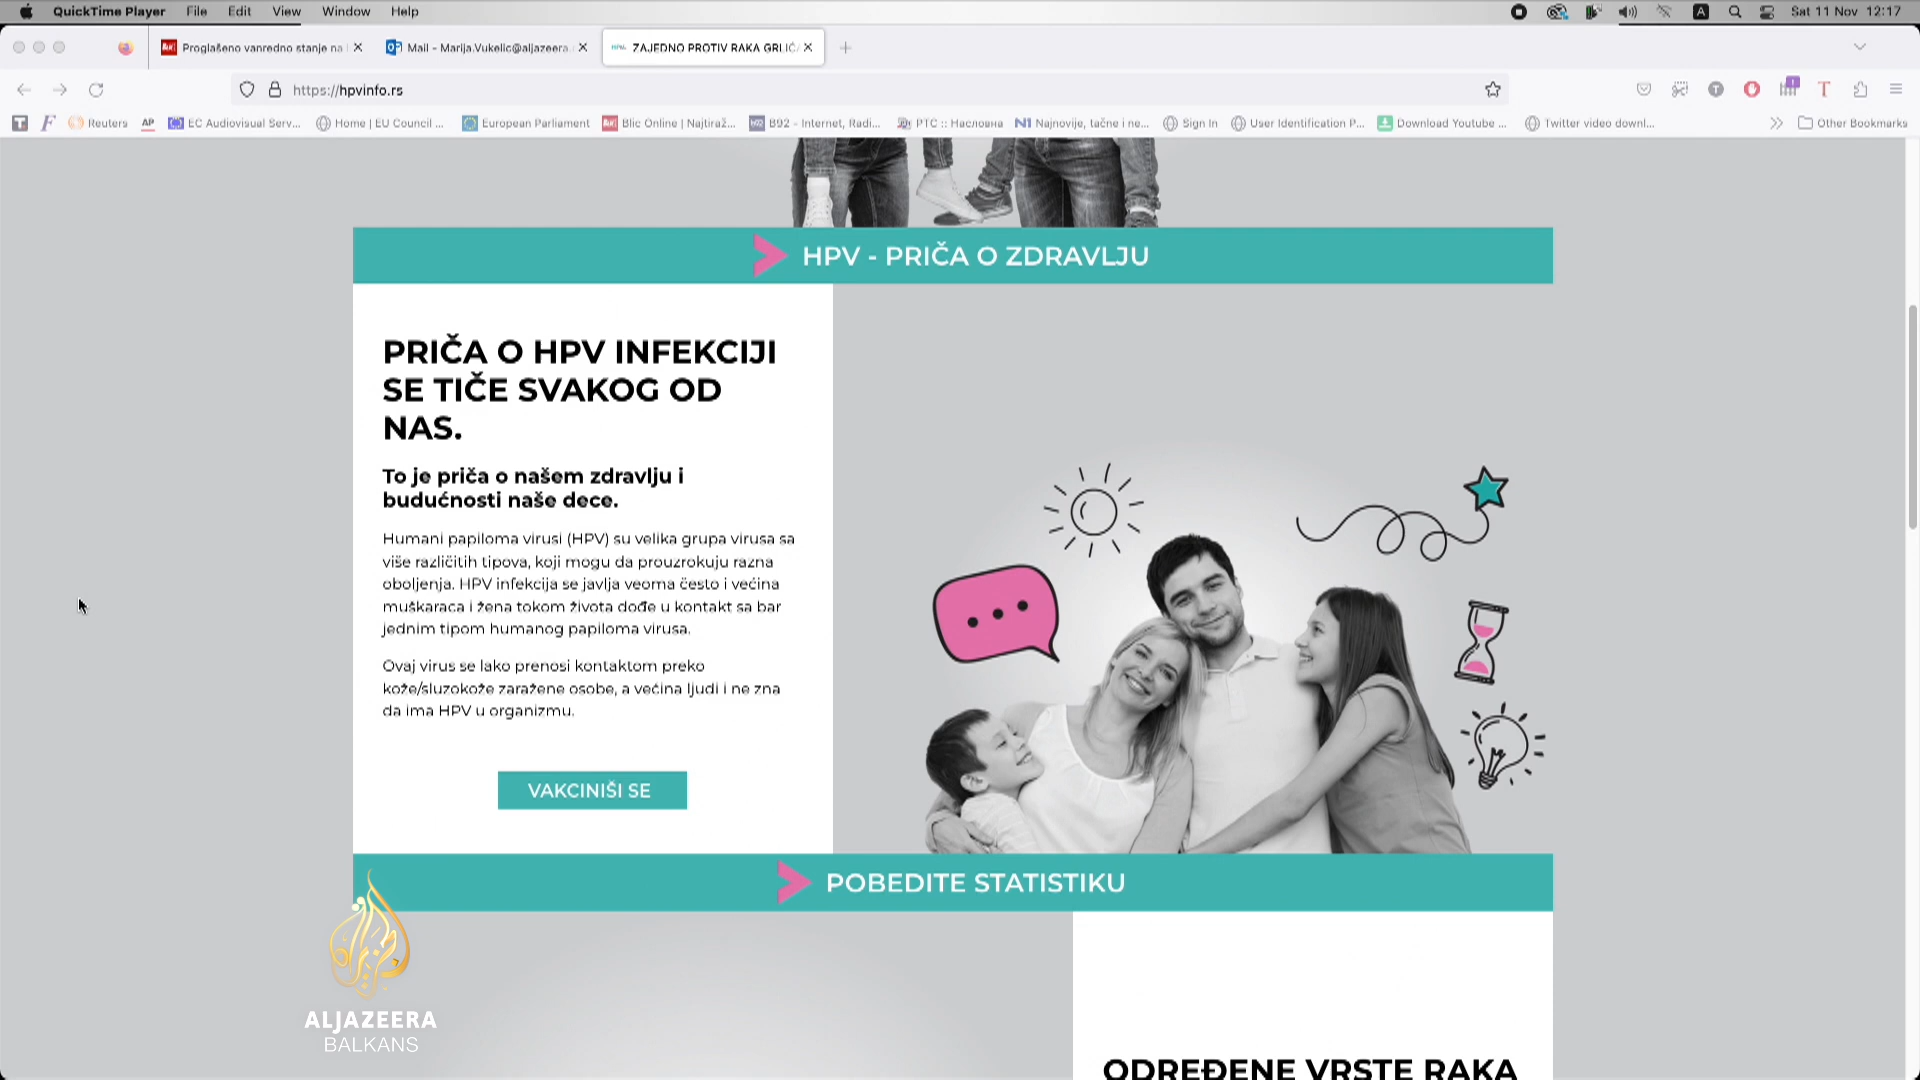 QuickTime Player File Edit View Window Help
A Sat 11 Nov 12:17
Proglašeno vanredno stanje na
Mail - Marija.Vukelic@aljazeera.
ZAJEDNO PROTIV RAKA GRLIĆA
https://hpvinfo.rs
Reuters AP EC Audiovisual Serv... Home | EU Council ... European Parliament Blic Online | Najtiraž... B92 - Internet, Radi... РТС :: Насловна N1 Najnovije, tačne i ne... Sign In User Identification P... Download Youtube ... Twitter video downl... Other Bookmarks
HPV - PRIČA O ZDRAVLJU
PRIČA O HPV INFEKCIJI
SE TIČE SVAKOG OD
NAS.
To je priča o našem zdravlju i
budućnosti naše dece.
Humani papiloma virusi (HPV) su velika grupa virusa sa
više različitih tipova, koji mogu da prouzrokuju razna
oboljenja. HPV infekcija se javlja veoma često i većina
muškaraca i žena tokom života dođe u kontakt sa bar
jednim tipom humanog papiloma virusa.
Ovaj virus se lako prenosi kontaktom preko
kože/sluzokože zaražene osobe, a većina ljudi i ne zna
da ima HPV u organizmu.
VAKCINIŠI SE
POBEDITE STATISTIKU
ALJAZEERA
BALKANS
ODREĐENE VRSTE RAKA